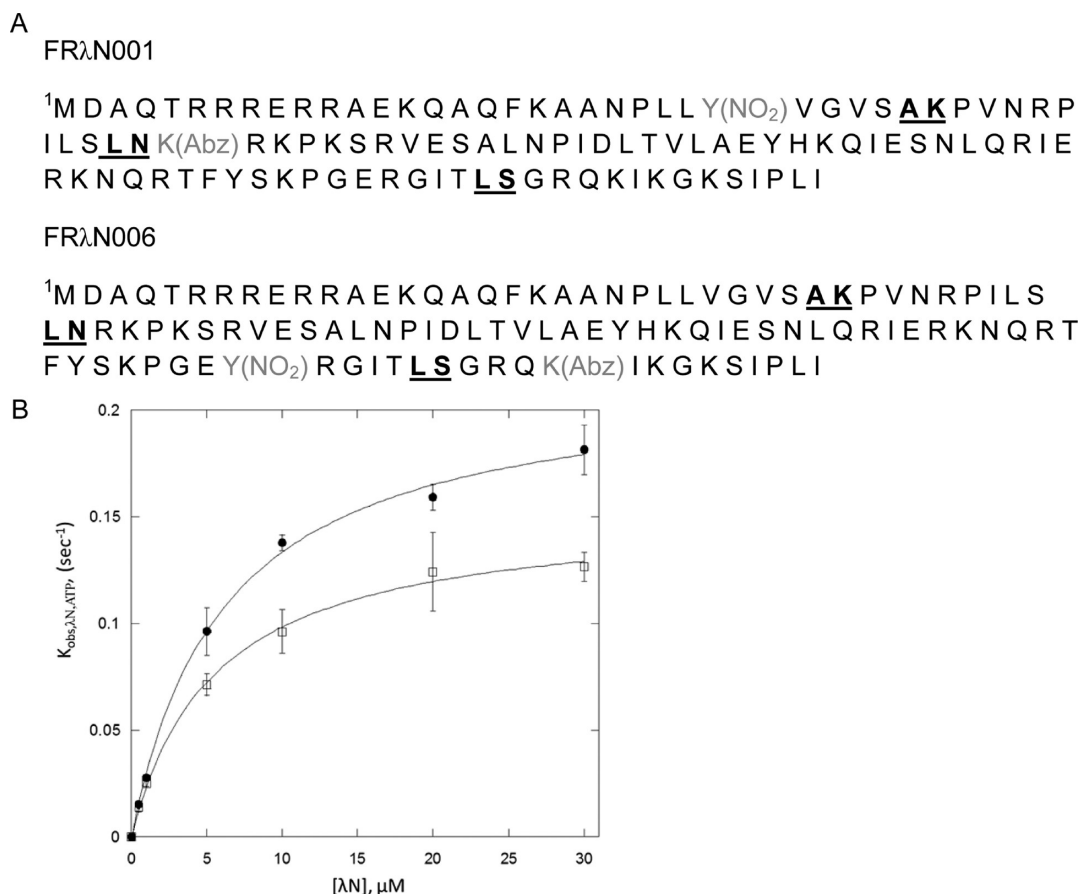 A
FRλN001
¹M D A Q T R R R E R R A E K Q A Q F K A A N P L L Y(NO₂) V G V S A K P V N R P
I L S L N K(Abz) R K P K S R V E S A L N P I D L T V L A E Y H K Q I E S N L Q R I E
R K N Q R T F Y S K P G E R G I T L S G R Q K I K G K S I P L I
FRλN006
¹M D A Q T R R R E R R A E K Q A Q F K A A N P L L V G V S A K P V N R P I L S
L N R K P K S R V E S A L N P I D L T V L A E Y H K Q I E S N L Q R I E R K N Q R T
F Y S K P G E Y(NO₂) R G I T L S G R Q K(Abz) I K G K S I P L I
B
0.2
0.15
0.1
0.05
0
K_obs,λN,ATP, (sec⁻¹)
0 5 10 15 20 25 30
[λN], μM